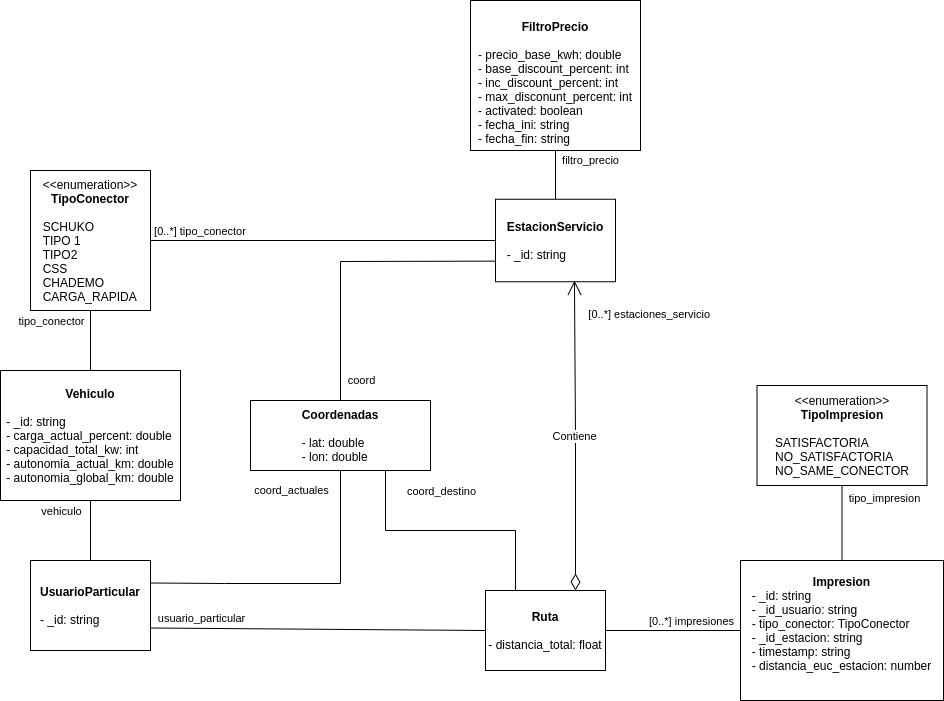 FiltroPrecio
- precio_base_kwh: double
- base_discount_percent: int
- inc_discount_percent: int
- max_disconunt_percent: int
- activated: boolean
- fecha_ini: string
- fecha_fin: string
filtro_precio
<<enumeration>>
TipoConector
SCHUKO
TIPO 1
TIPO2
CSS
CHADEMO
CARGA_RAPIDA
[0..*] tipo_conector
EstacionServicio
- _id: string
tipo_conector
[0..*] estaciones_servicio
Vehiculo
- _id: string
- carga_actual_percent: double
- capacidad_total_kw: int
- autonomia_actual_km: double
- autonomia_global_km: double
coord
Coordenadas
- lat: double
- lon: double
Contiene
<<enumeration>>
TipoImpresion
SATISFACTORIA
NO_SATISFACTORIA
NO_SAME_CONECTOR
coord_actuales
coord_destino
tipo_impresion
vehiculo
UsuarioParticular
- _id: string
usuario_particular
Ruta
- distancia_total: float
[0..*] impresiones
Impresion
- _id: string
- _id_usuario: string
- tipo_conector: TipoConector
- _id_estacion: string
- timestamp: string
- distancia_euc_estacion: number